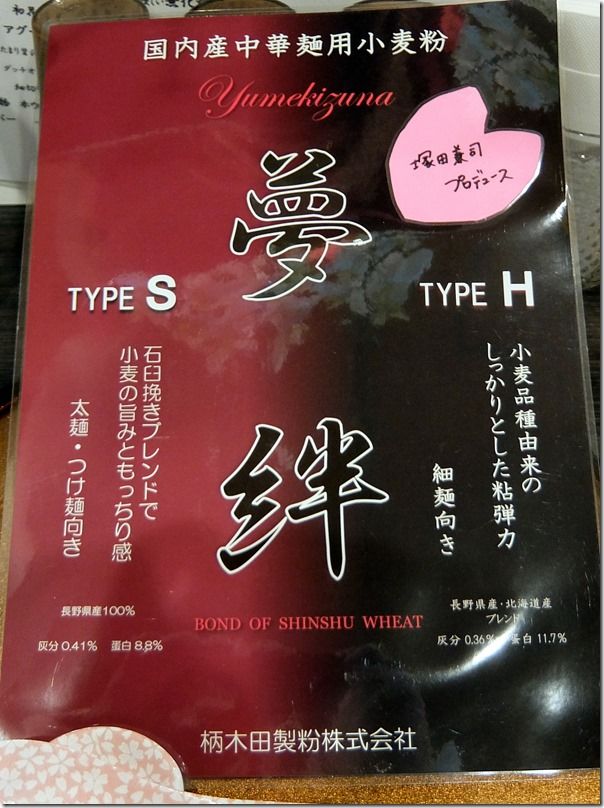 国内産中華麺用小麦粉
Yumekizuna
塚田兼司
プロデュース
夢
絆
TYPE S
石臼挽きブレンドで
小麦の旨みともっちり感
太麺・つけ麺向き
長野県産100%
灰分 0.41% 蛋白 8.8%
TYPE H
小麦品種由来の
しっかりとした粘弾力
細麺向き
長野県産・北海道産
ブレンド
灰分 0.36% 蛋白 11.7%
BOND OF SHINSHU WHEAT
柄木田製粉株式会社